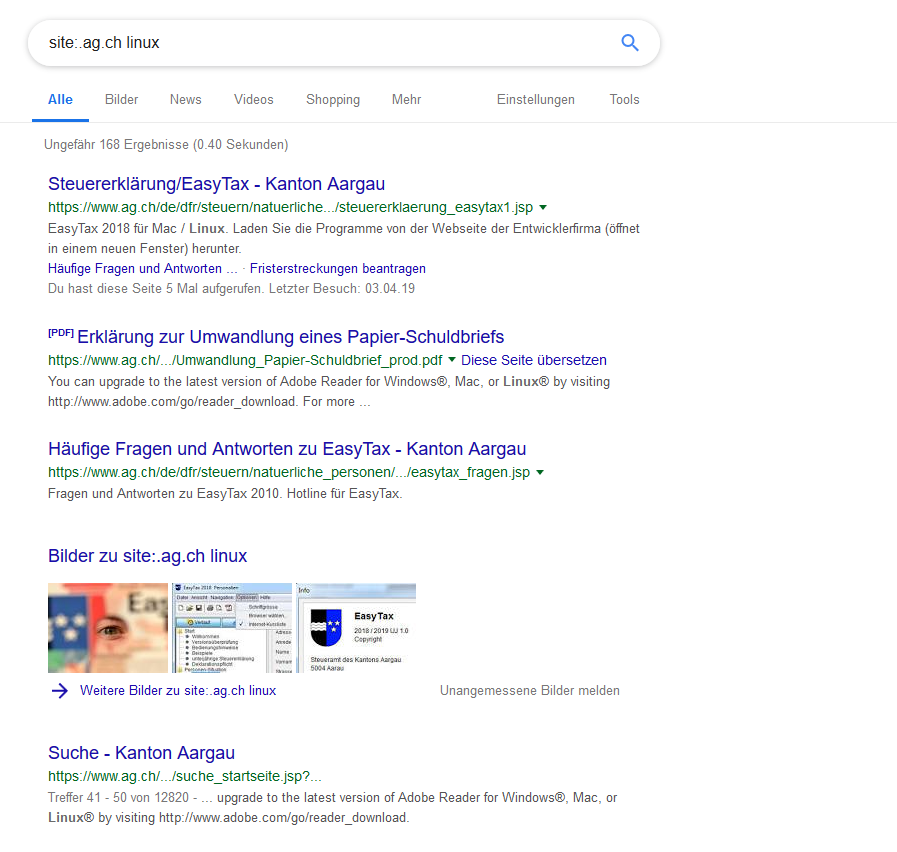 site:.ag.ch linux
Alle Bilder News Videos Shopping Mehr Einstellungen Tools
Ungefähr 168 Ergebnisse (0.40 Sekunden)
Steuererklärung/EasyTax - Kanton Aargau
https://www.ag.ch/de/dfr/steuern/natuerliche.../steuererklaerung_easytax1.jsp
EasyTax 2018 für Mac / Linux. Laden Sie die Programme von der Webseite der Entwicklerfirma (öffnet
in einem neuen Fenster) herunter.
Häufige Fragen und Antworten ... · Fristerstreckungen beantragen
Du hast diese Seite 5 Mal aufgerufen. Letzter Besuch: 03.04.19
[PDF] Erklärung zur Umwandlung eines Papier-Schuldbriefs
https://www.ag.ch/.../Umwandlung_Papier-Schuldbrief_prod.pdf Diese Seite übersetzen
You can upgrade to the latest version of Adobe Reader for Windows®, Mac, or Linux® by visiting
http://www.adobe.com/go/reader_download. For more ...
Häufige Fragen und Antworten zu EasyTax - Kanton Aargau
https://www.ag.ch/de/dfr/steuern/natuerliche_personen/.../easytax_fragen.jsp
Fragen und Antworten zu EasyTax 2010. Hotline für EasyTax.
Bilder zu site:.ag.ch linux
Eas
EasyTax 2018 Personalien
Datei Ansicht Navigation Optionen Hilfe
Schriftgrösse
Browser wählen...
Verlauf
Internet-Kursliste
Start
Willkommen
Versionsüberprüfung
Bedienungshinweise
Beispiele
unterjährige Steuererklärung
Deklarationspflicht
Personen-Situation
Adress
Anrede
Name
Vornam
Strasse
Info
EasyTax
2018 / 2019 UJ 1.0
Copyright
Steueramt des Kantons Aargau
5004 Aarau
Weitere Bilder zu site:.ag.ch linux Unangemessene Bilder melden
Suche - Kanton Aargau
https://www.ag.ch/.../suche_startseite.jsp?...
Treffer 41 - 50 von 12820 - ... upgrade to the latest version of Adobe Reader for Windows®, Mac, or
Linux® by visiting http://www.adobe.com/go/reader_download.